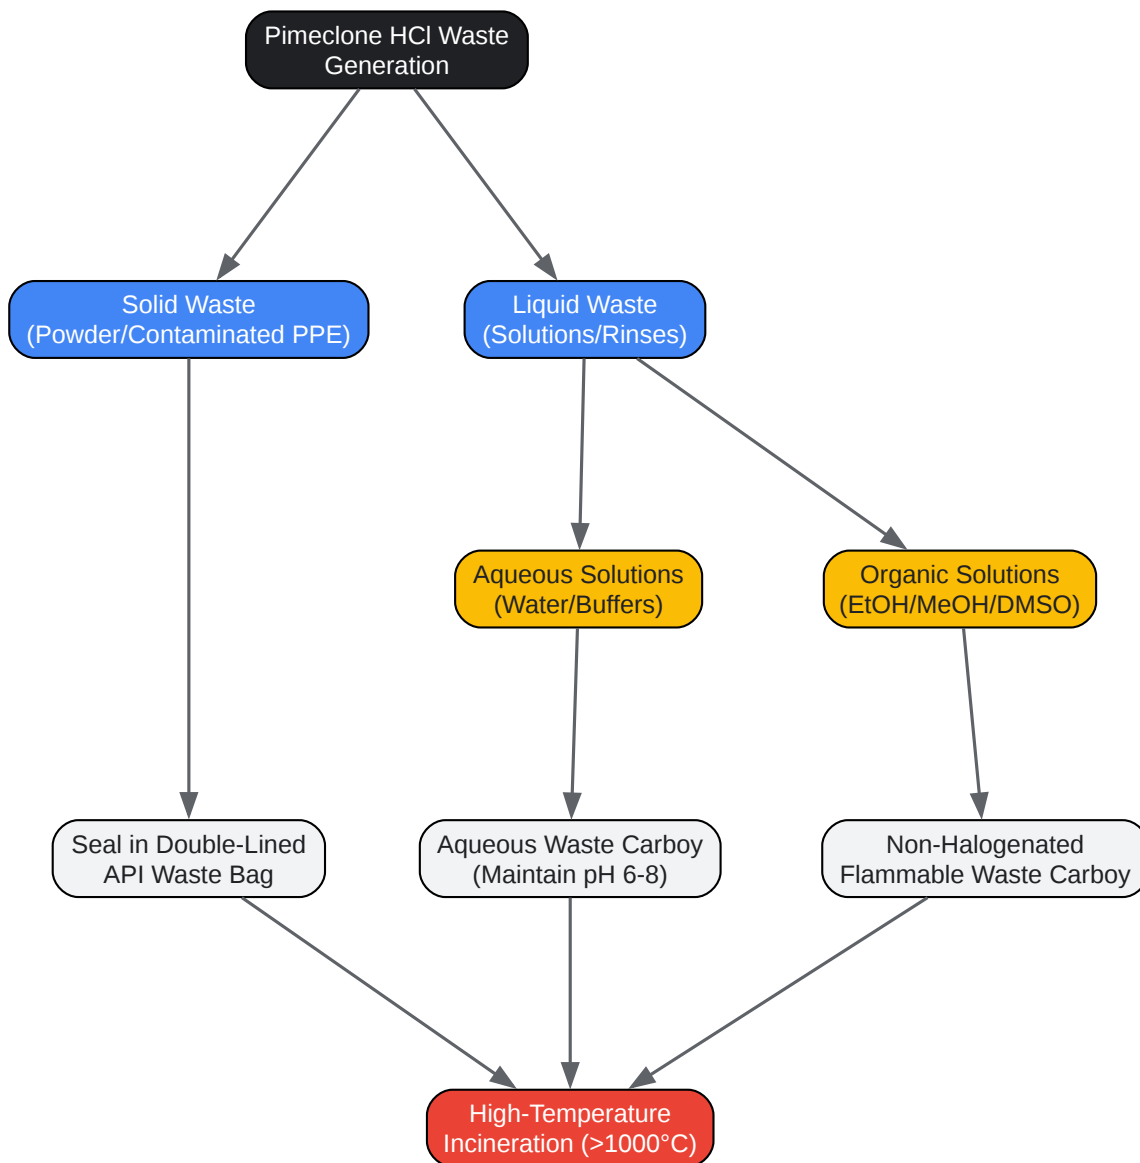 Pimeclone HCl Waste
Generation
Solid Waste
(Powder/Contaminated PPE)
Liquid Waste
(Solutions/Rinses)
Aqueous Solutions
(Water/Buffers)
Organic Solutions
(EtOH/MeOH/DMSO)
Seal in Double-Lined
API Waste Bag
Aqueous Waste Carboy
(Maintain pH 6-8)
Non-Halogenated
Flammable Waste Carboy
High-Temperature
Incineration (>1000°C)